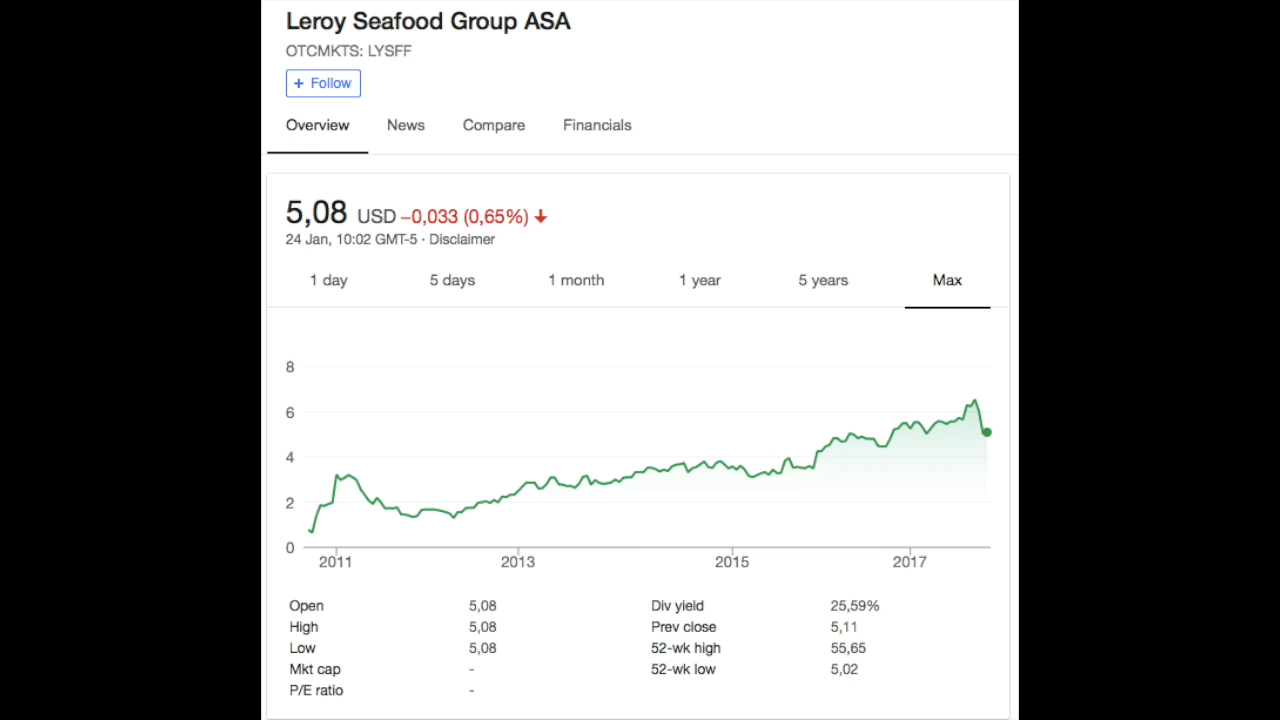 Leroy Seafood Group ASA
OTCMKTS: LYSFF
+ Follow
Overview News Compare Financials
5,08 USD −0,033 (0,65%) ↓
24 Jan, 10:02 GMT-5 · Disclaimer
1 day 5 days 1 month 1 year 5 years Max
8
6
4
2
0
2011 2013 2015 2017
Open 5,08 Div yield 25,59%
High 5,08 Prev close 5,11
Low 5,08 52-wk high 55,65
Mkt cap - 52-wk low 5,02
P/E ratio -